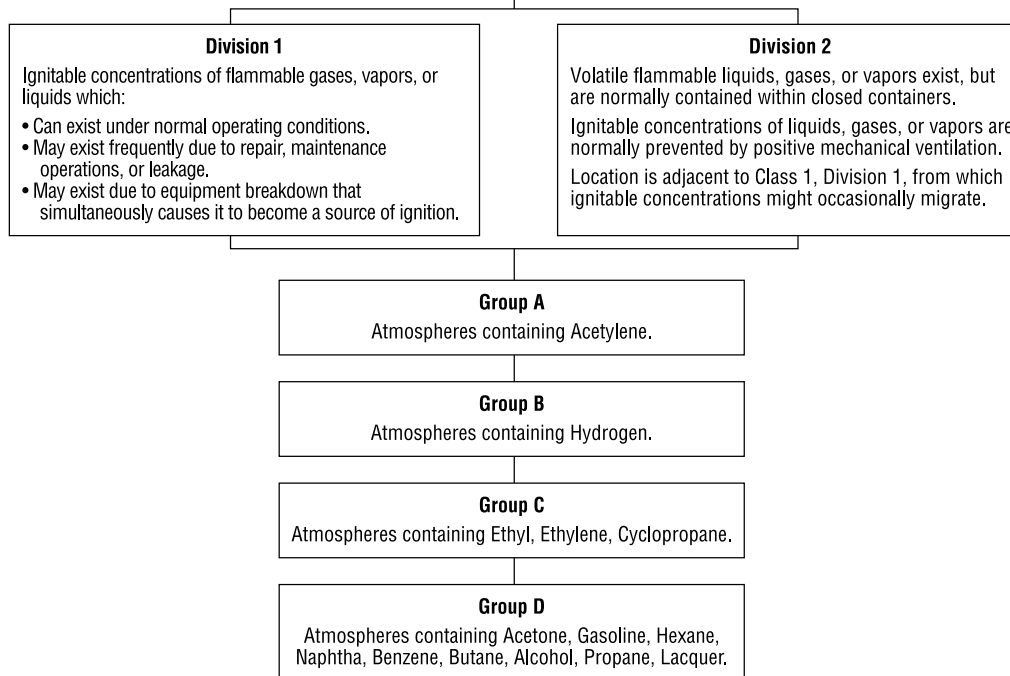 Division 1
Ignitable concentrations of flammable gases, vapors, or
liquids which:
• Can exist under normal operating conditions.
• May exist frequently due to repair, maintenance
operations, or leakage.
• May exist due to equipment breakdown that
simultaneously causes it to become a source of ignition.
Division 2
Volatile flammable liquids, gases, or vapors exist, but
are normally contained within closed containers.
Ignitable concentrations of liquids, gases, or vapors are
normally prevented by positive mechanical ventilation.
Location is adjacent to Class 1, Division 1, from which
ignitable concentrations might occasionally migrate.
Group A
Atmospheres containing Acetylene.
Group B
Atmospheres containing Hydrogen.
Group C
Atmospheres containing Ethyl, Ethylene, Cyclopropane.
Group D
Atmospheres containing Acetone, Gasoline, Hexane,
Naphtha, Benzene, Butane, Alcohol, Propane, Lacquer.